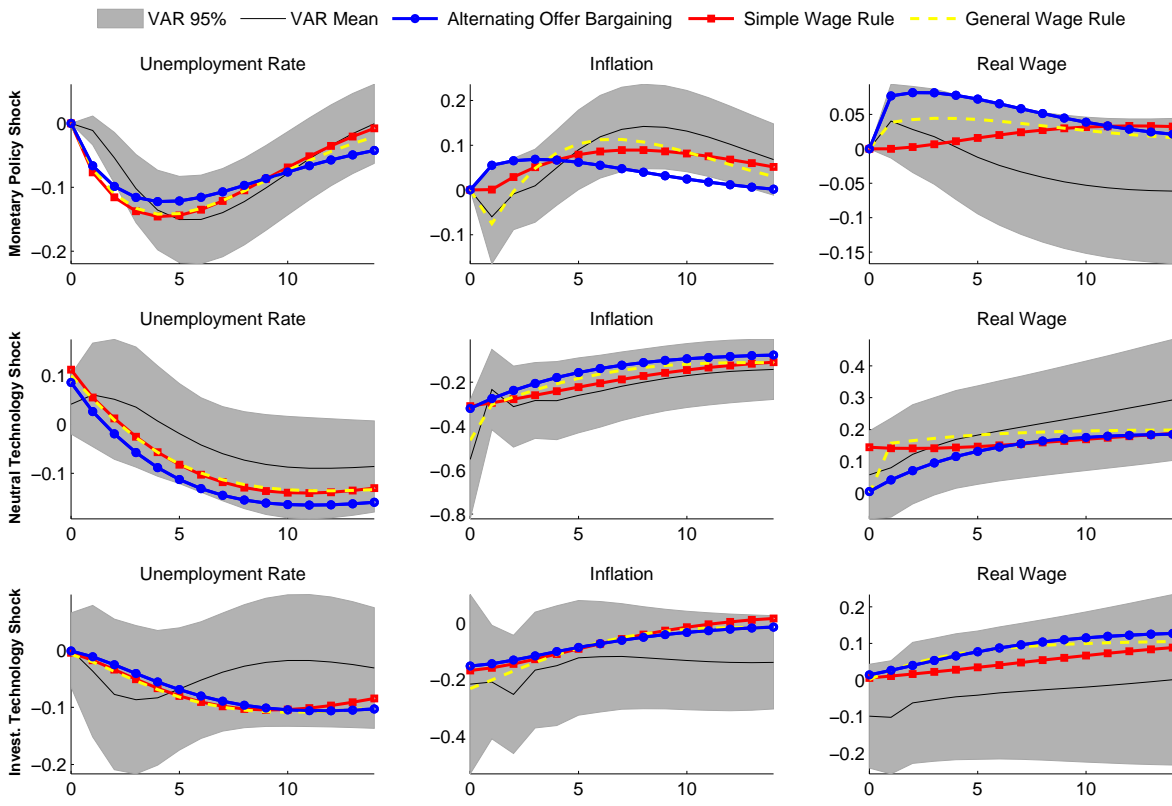 VAR 95% VAR Mean Alternating Offer Bargaining Simple Wage Rule General Wage Rule
Unemployment Rate Inflation Real Wage
Monetary Policy Shock
0 −0.1 −0.2
0 5 10
0.2 0.1 0 −0.1
0 5 10
0.05 0 −0.05 −0.1 −0.15
0 5 10
Unemployment Rate Inflation Real Wage
Neutral Technology Shock
0.1 0 −0.1
0 5 10
−0.2 −0.4 −0.6 −0.8
0 5 10
0.4 0.3 0.2 0.1 0
0 5 10
Unemployment Rate Inflation Real Wage
Invest. Technology Shock
0 −0.1 −0.2
0 5 10
0 −0.2 −0.4
0 5 10
0.2 0.1 0 −0.1 −0.2
0 5 10